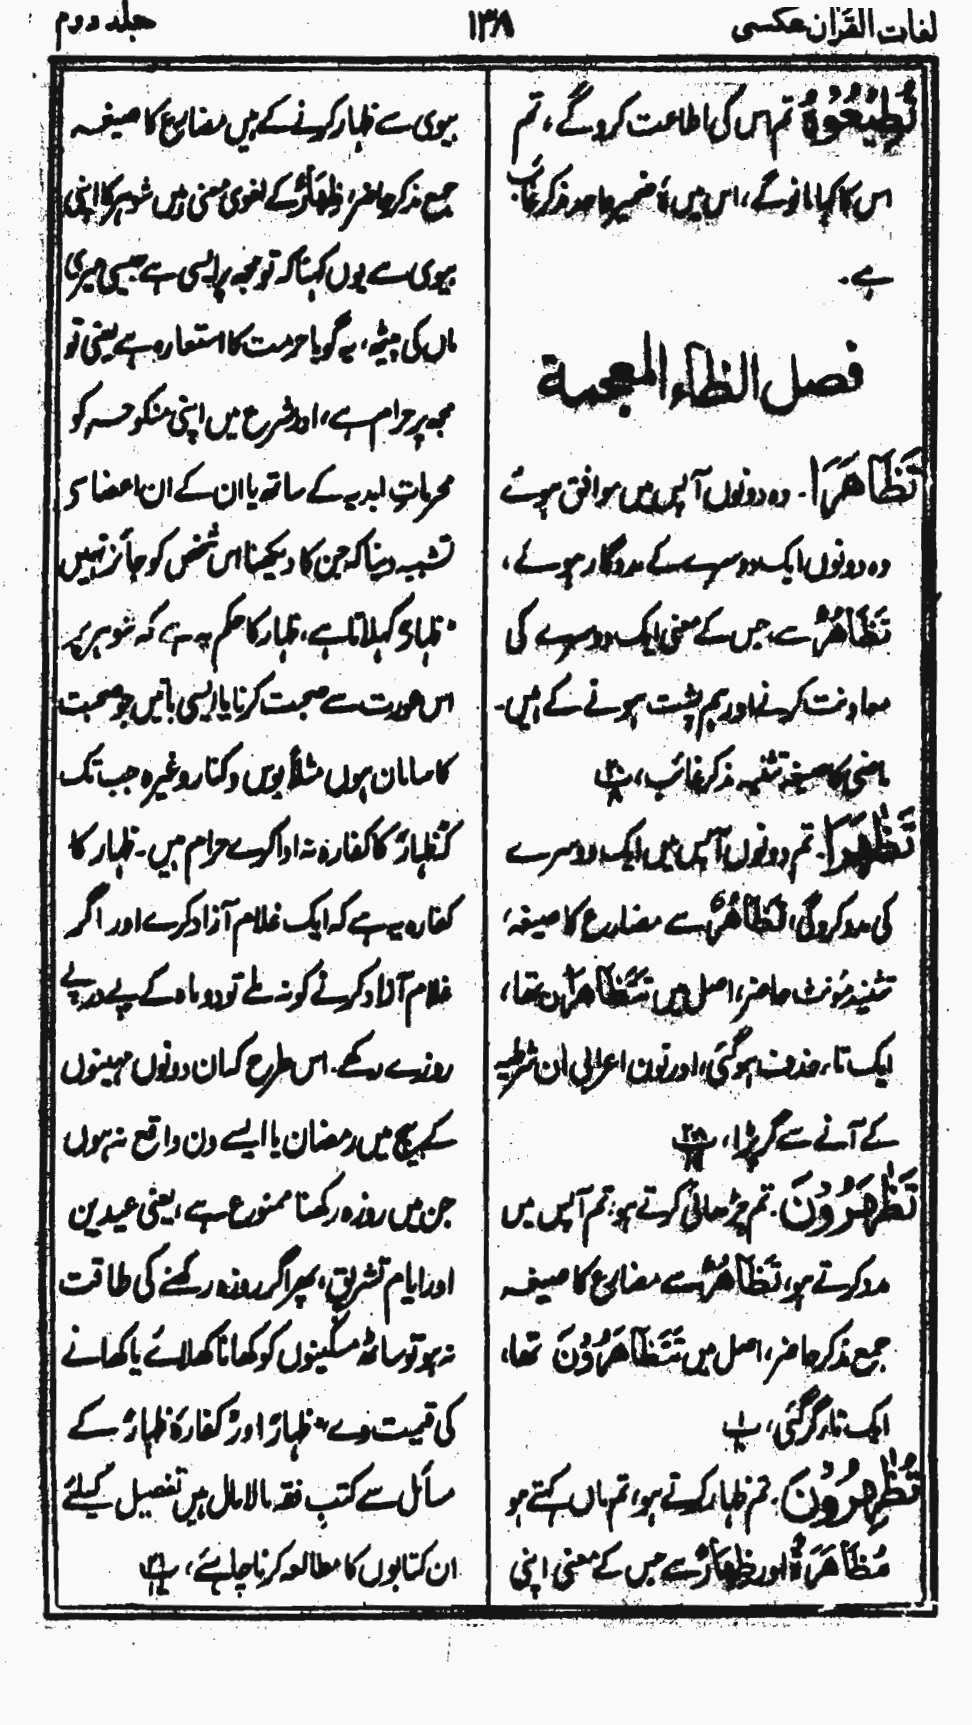 لغات القرآن عکسی
۱۳۸
جلد دوم
تُطِیْعُوْہُ تم اس کی اطاعت کروگے، تم
اس کا کہا مانوگے، اس میں ہٗ ضمیر واحد مذکر غائب
ہے۔
فصل الظاء المعجمۃ
تَظَاهَرَا۔ وہ دونوں آپس میں موافق ہوئے
وہ دونوں ایک دوسرے کے مددگار ہوئے،
تَظَاهُرٌ سے جس کے معنی ایک دوسرے کی
معاونت کرنے اور ہم پشت ہونے کے ہیں۔
ماضی کا صیغہ تثنیہ مذکر غائب،
تَظٰهَرَا۔ تم دونوں آپس میں ایک دوسرے
کی مدد کروگی، تَظَاهُرٌ سے مضارع کا صیغہ،
تثنیہ مؤنث حاضر، اصل میں تَتَظَاهَرَانِ تھا،
ایک تاء حذف ہوگئی، اور نون اعرابی اِن شرطیہ
کے آنے سے گر پڑا،
تَظٰهَرُوْنَ۔ تم چڑھائی کرتے ہو، تم آپس میں
مدد کرتے ہو، تَظَاهُرٌ سے مضارع کا صیغہ
جمع مذکر حاضر، اصل میں تَتَظَاهَرُوْنَ تھا،
ایک تاء گر گئی،
تُظٰهِرُوْنَ۔ تم ظہار کرتے ہو، تم ماں کہتے ہو
مُظَاهَرَۃٌ اور ظِهَارٌ سے جس کے معنی اپنی
بیوی سے ظہار کرنے کے ہیں مضارع کا صیغہ
جمع مذکر حاضر، ظِهَارٌ کے لغوی معنی ہیں شوہر کا اپنی
بیوی سے یوں کہنا کہ تو مجھ پر ایسی ہے جیسی میری
ماں کی پیٹھ، یہ گویا حرمت کا استعارہ ہے یعنی تو
مجھ پر حرام ہے، اور شرع میں اپنی منکوحہ کو
محرمات ابدیہ کے ساتھ یا ان کے ان اعضا سی
تشبیہ دینا کہ جن کا دیکھنا اس شخص کو جائز نہیں
ظہار کہلاتا ہے، ظہار کا حکم یہ ہے کہ شوہر پر
اس عورت سے صحبت کرنا یا ایسی باتیں جو صحبت
کا سامان ہوں مثلاً بوس و کنار وغیرہ جب تک
کہ ظہار کا کفارہ نہ ادا کرے حرام ہیں۔ ظہار کا
کفارہ یہ ہے کہ ایک غلام آزاد کرے اور اگر
غلام آزاد کرنے کو نہ ملے تو دو ماہ کے پے درپے
روزے رکھے۔ اس طرح کہ ان دونوں مہینوں
کے بیچ میں رمضان یا ایسے دن واقع نہ ہوں
جن میں روزہ رکھنا ممنوع ہے، یعنی عیدین
اور ایام تشریق، پھر اگر روزہ رکھنے کی طاقت
نہ ہو تو ساٹھ مسکینوں کو کھانا کھلائے یا کھانے
کی قیمت دے۔ ظہار اور کفارہ ظہار کے
مسائل سے کتب فقہ مالامال ہیں تفصیل کیلئے
ان کتابوں کا مطالعہ کرنا چاہئے،